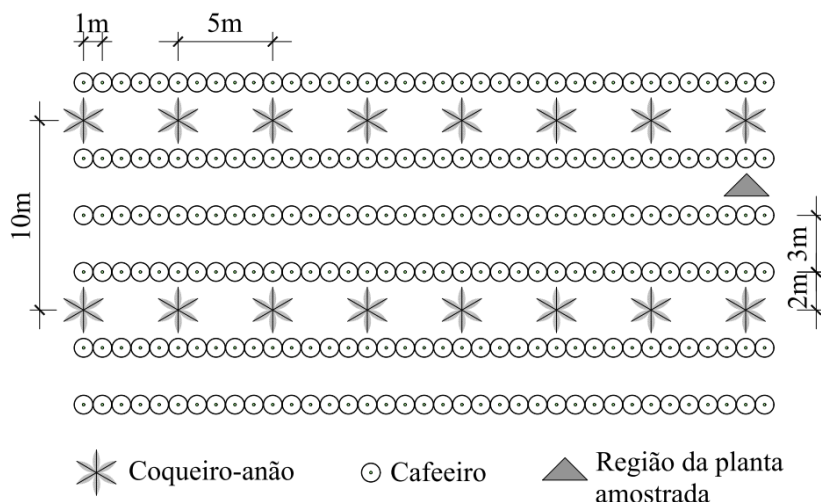 1m
5m
10m
3m
2m
Coqueiro-anão
Cafeeiro
Região da planta
amostrada